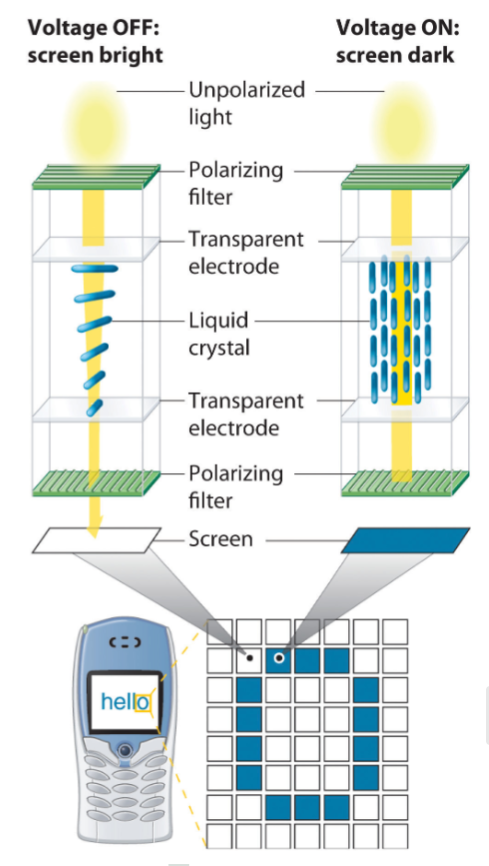 Voltage OFF:
screen bright
Voltage ON:
screen dark
Unpolarized
light
Polarizing
filter
Transparent
electrode
Liquid
crystal
Transparent
electrode
Polarizing
filter
Screen
hello